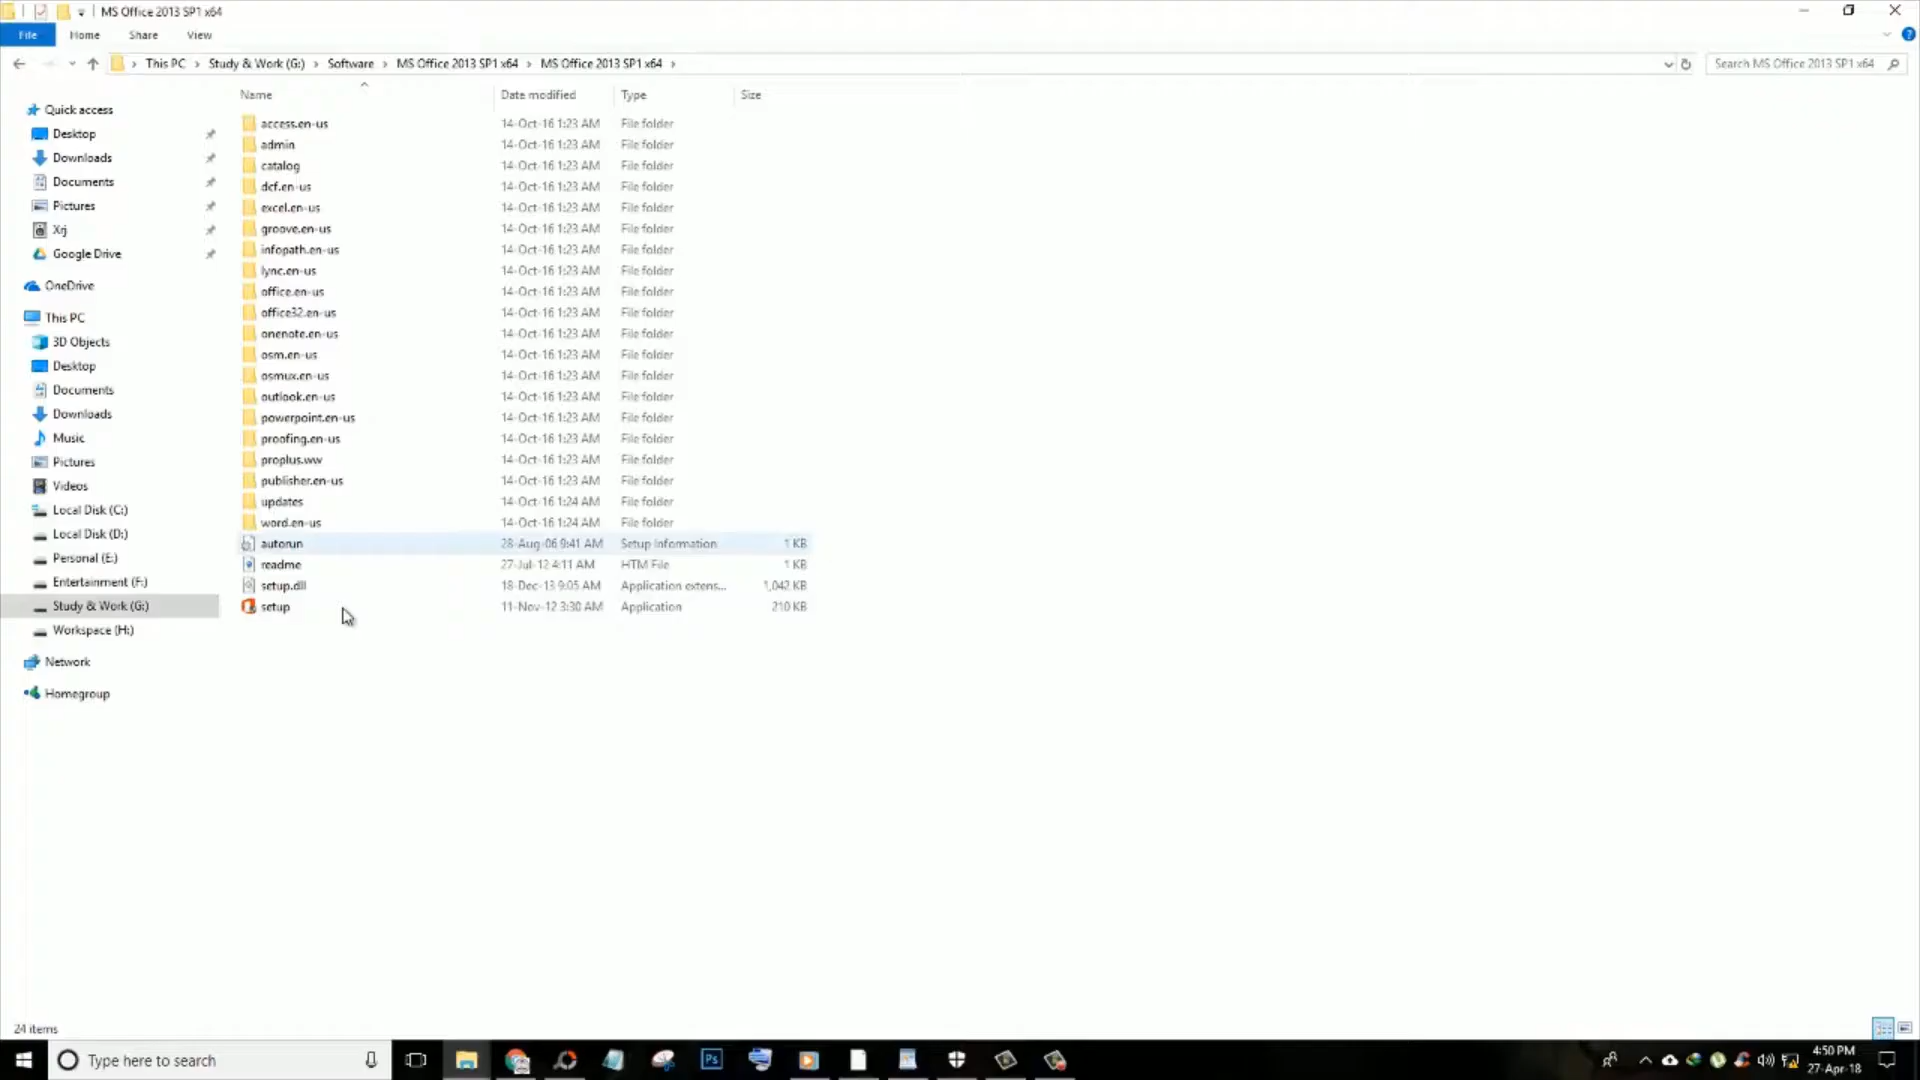 MS Office 2013 SP1 x64
File Home Share View
This PC Study & Work (G:) Software MS Office 2013 SP1 x64 MS Office 2013 SP1 x64
Search MS Office 2013 SP1 x64
Quick access
Desktop
Downloads
Documents
Pictures
Xrj
Google Drive
OneDrive
This PC
3D Objects
Desktop
Documents
Downloads
Music
Pictures
Videos
Local Disk (C:)
Local Disk (D:)
Personal (E:)
Entertainment (F:)
Study & Work (G:)
Workspace (H:)
Network
Homegroup
Name Date modified Type Size
access.en-us 14-Oct-16 1:23 AM File folder
admin 14-Oct-16 1:23 AM File folder
catalog 14-Oct-16 1:23 AM File folder
dcf.en-us 14-Oct-16 1:23 AM File folder
excel.en-us 14-Oct-16 1:23 AM File folder
groove.en-us 14-Oct-16 1:23 AM File folder
infopath.en-us 14-Oct-16 1:23 AM File folder
lync.en-us 14-Oct-16 1:23 AM File folder
office.en-us 14-Oct-16 1:23 AM File folder
office32.en-us 14-Oct-16 1:23 AM File folder
onenote.en-us 14-Oct-16 1:23 AM File folder
osm.en-us 14-Oct-16 1:23 AM File folder
osmux.en-us 14-Oct-16 1:23 AM File folder
outlook.en-us 14-Oct-16 1:23 AM File folder
powerpoint.en-us 14-Oct-16 1:23 AM File folder
proofing.en-us 14-Oct-16 1:23 AM File folder
proplus.ww 14-Oct-16 1:23 AM File folder
publisher.en-us 14-Oct-16 1:23 AM File folder
updates 14-Oct-16 1:24 AM File folder
word.en-us 14-Oct-16 1:24 AM File folder
autorun 28-Aug-06 9:41 AM Setup Information 1 KB
readme 27-Jul-12 4:11 AM HTM File 1 KB
setup.dll 18-Dec-13 9:05 AM Application extens... 1,042 KB
setup 11-Nov-12 3:30 AM Application 210 KB
24 items
Type here to search
Ps
4:50 PM
27-Apr-18